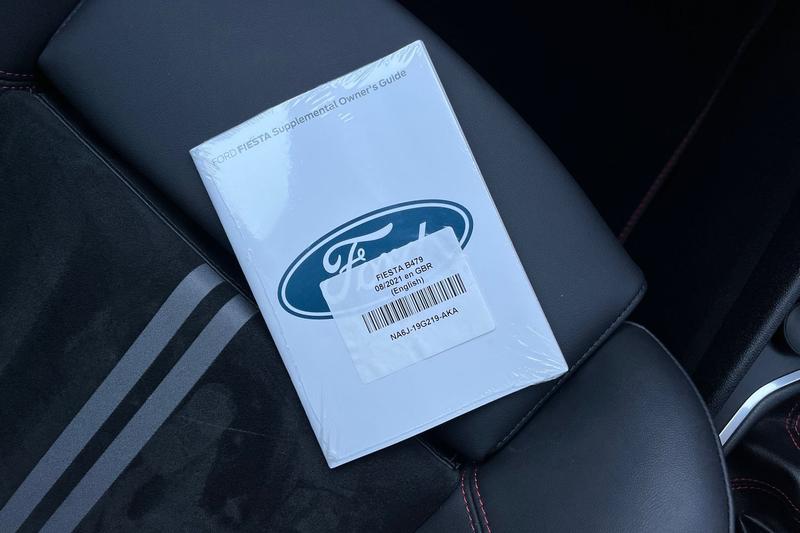 FORD FIESTA Supplemental Owner's Guide
Ford
FIESTA B479
08/2021 en GBR
(English)
NA6J-19G219-AKA